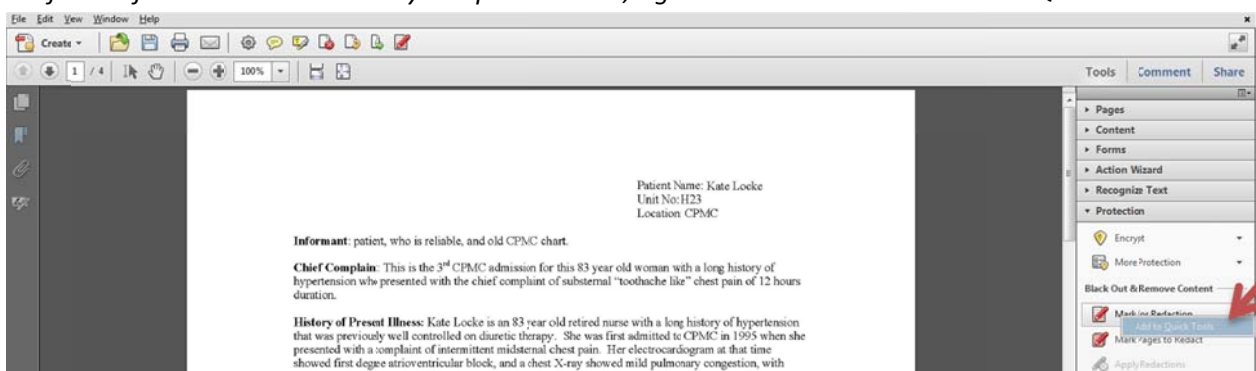 File Edit View Window Help
Create
1 / 4 100% Tools Comment Share
Pages
Content
Forms
Action Wizard
Recognize Text
Protection
Encrypt
More Protection
Black Out & Remove Content
Mark for Redaction
Add to Quick Tools
Mark Pages to Redact
Apply Redactions
Patient Name: Kate Locke
Unit No: H23
Location CPMC
Informant: patient, who is reliable, and old CPMC chart.
Chief Complain: This is the 3rd CPMC admission for this 83 year old woman with a long history of
hypertension who presented with the chief complaint of substernal “toothache like” chest pain of 12 hours
duration.
History of Present Illness: Kate Locke is an 83 year old retired nurse with a long history of hypertension
that was previously well controlled on diuretic therapy. She was first admitted to CPMC in 1995 when she
presented with a complaint of intermittent midsternal chest pain. Her electrocardiogram at that time
showed first degree atrioventricular block, and a chest X-ray showed mild pulmonary congestion, with